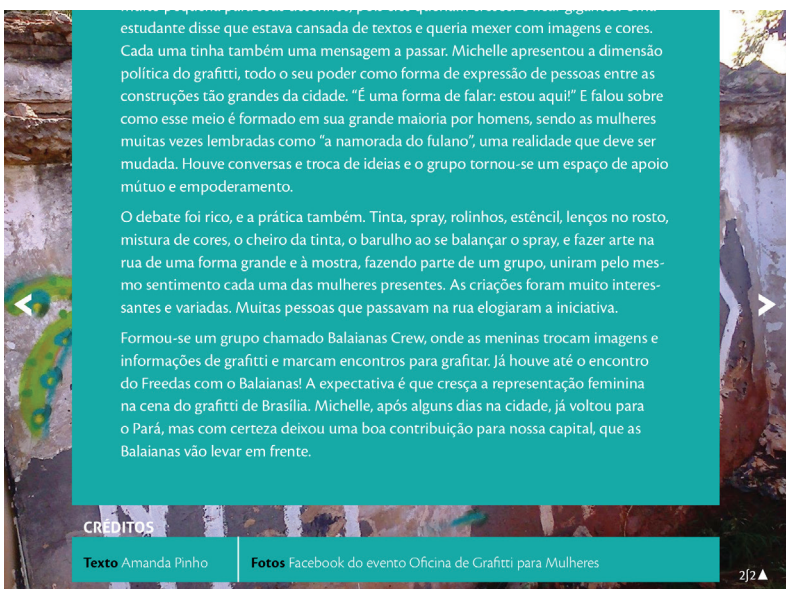 estudante disse que estava cansada de textos e queria mexer com imagens e cores.
Cada uma tinha também uma mensagem a passar. Michelle apresentou a dimensão
política do grafitti, todo o seu poder como forma de expressão de pessoas entre as
construções tão grandes da cidade. “É uma forma de falar: estou aqui!” E falou sobre
como esse meio é formado em sua grande maioria por homens, sendo as mulheres
muitas vezes lembradas como “a namorada do fulano”, uma realidade que deve ser
mudada. Houve conversas e troca de ideias e o grupo tornou-se um espaço de apoio
mútuo e empoderamento.
O debate foi rico, e a prática também. Tinta, spray, rolinhos, estêncil, lenços no rosto,
mistura de cores, o cheiro da tinta, o barulho ao se balançar o spray, e fazer arte na
rua de uma forma grande e à mostra, fazendo parte de um grupo, uniram pelo mes-
mo sentimento cada uma das mulheres presentes. As criações foram muito interes-
santes e variadas. Muitas pessoas que passavam na rua elogiaram a iniciativa.
Formou-se um grupo chamado Balaianas Crew, onde as meninas trocam imagens e
informações de grafitti e marcam encontros para grafitar. Já houve até o encontro
do Freedas com o Balaianas! A expectativa é que cresça a representação feminina
na cena do grafitti de Brasília. Michelle, após alguns dias na cidade, já voltou para
o Pará, mas com certeza deixou uma boa contribuição para nossa capital, que as
Balaianas vão levar em frente.
CRÉDITOS
Texto Amanda Pinho
Fotos Facebook do evento Oficina de Grafitti para Mulheres
2∫2